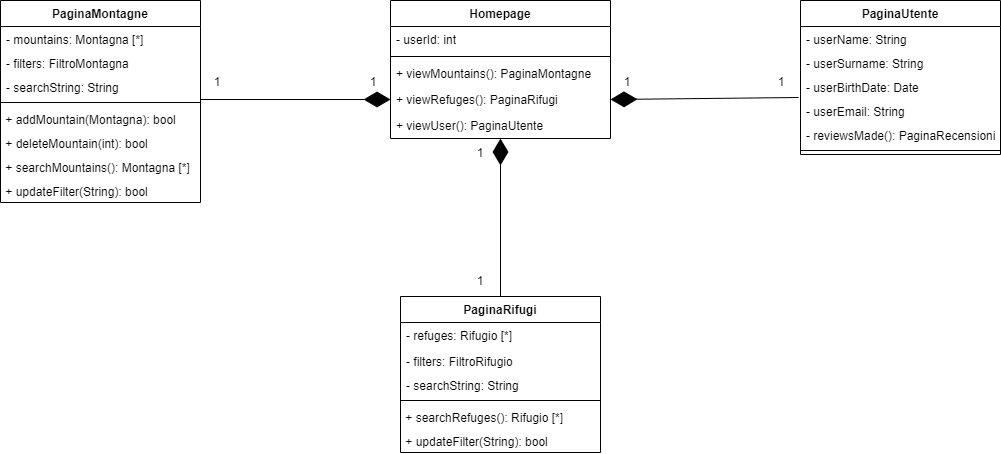 PaginaMontagne
- mountains: Montagna [*]
- filters: FiltroMontagna
- searchString: String
+ addMountain(Montagna): bool
+ deleteMountain(int): bool
+ searchMountains(): Montagna [*]
+ updateFilter(String): bool
1
1
Homepage
- userId: int
+ viewMountains(): PaginaMontagne
+ viewRefuges(): PaginaRifugi
+ viewUser(): PaginaUtente
1
1
PaginaUtente
- userName: String
- userSurname: String
- userBirthDate: Date
- userEmail: String
- reviewsMade(): PaginaRecensioni
1
1
PaginaRifugi
- refuges: Rifugio [*]
- filters: FiltroRifugio
- searchString: String
+ searchRefuges(): Rifugio [*]
+ updateFilter(String): bool